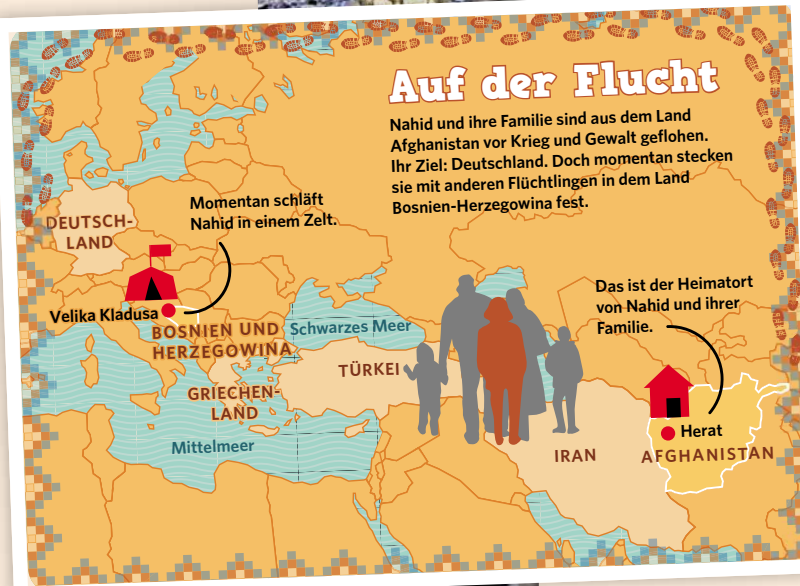 Auf der Flucht
Nahid und ihre Familie sind aus dem Land
Afghanistan vor Krieg und Gewalt geflohen.
Ihr Ziel: Deutschland. Doch momentan stecken
sie mit anderen Flüchtlingen in dem Land
Bosnien-Herzegowina fest.
Momentan schläft
Nahid in einem Zelt.
DEUTSCH-
LAND
Das ist der Heimatort
von Nahid und ihrer
Familie.
Velika Kladusa
BOSNIEN UND
HERZEGOWINA
Schwarzes Meer
TÜRKEI
GRIECHEN-
LAND
Mittelmeer
Herat
IRAN
AFGHANISTAN